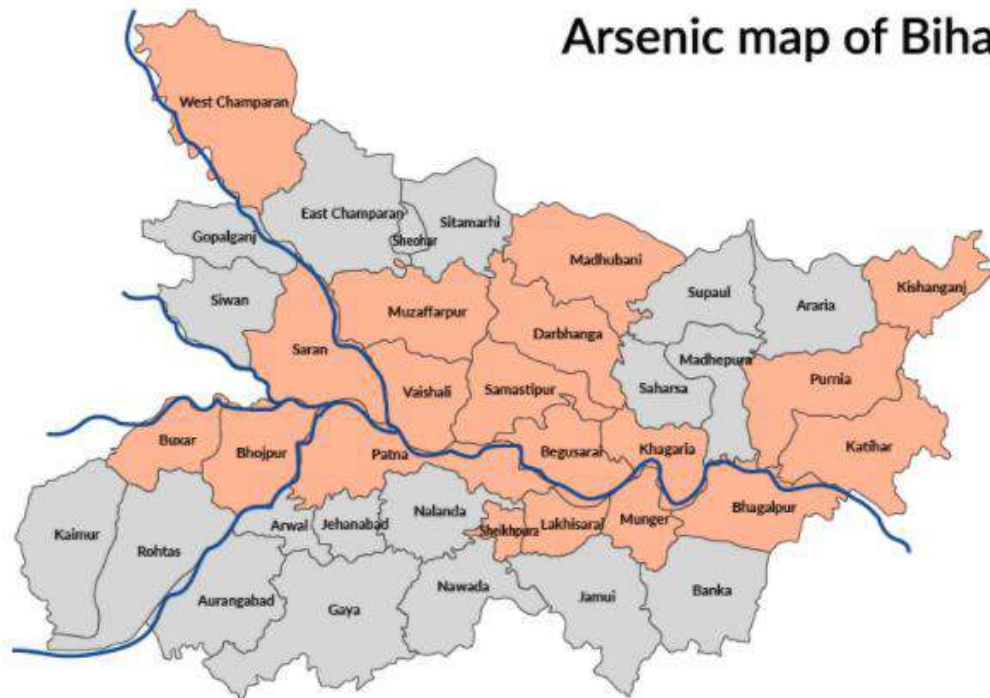 Arsenic map of Biha
West Champaran
East Champaran
Sheohar
Sitamarhi
Gopalganj
Siwan
Madhubani
Supaul
Araria
Kishanganj
Muzaffarpur
Darbhanga
Saran
Madhepura
Vaishali
Samastipur
Saharsa
Purnia
Buxar
Bhojpur
Patna
Begusarai
Khagaria
Katihar
Kaimur
Rohtas
Arwal
Jehanabad
Nalanda
Sheikhpura
Lakhisarai
Munger
Bhagalpur
Aurangabad
Gaya
Nawada
Jamui
Banka